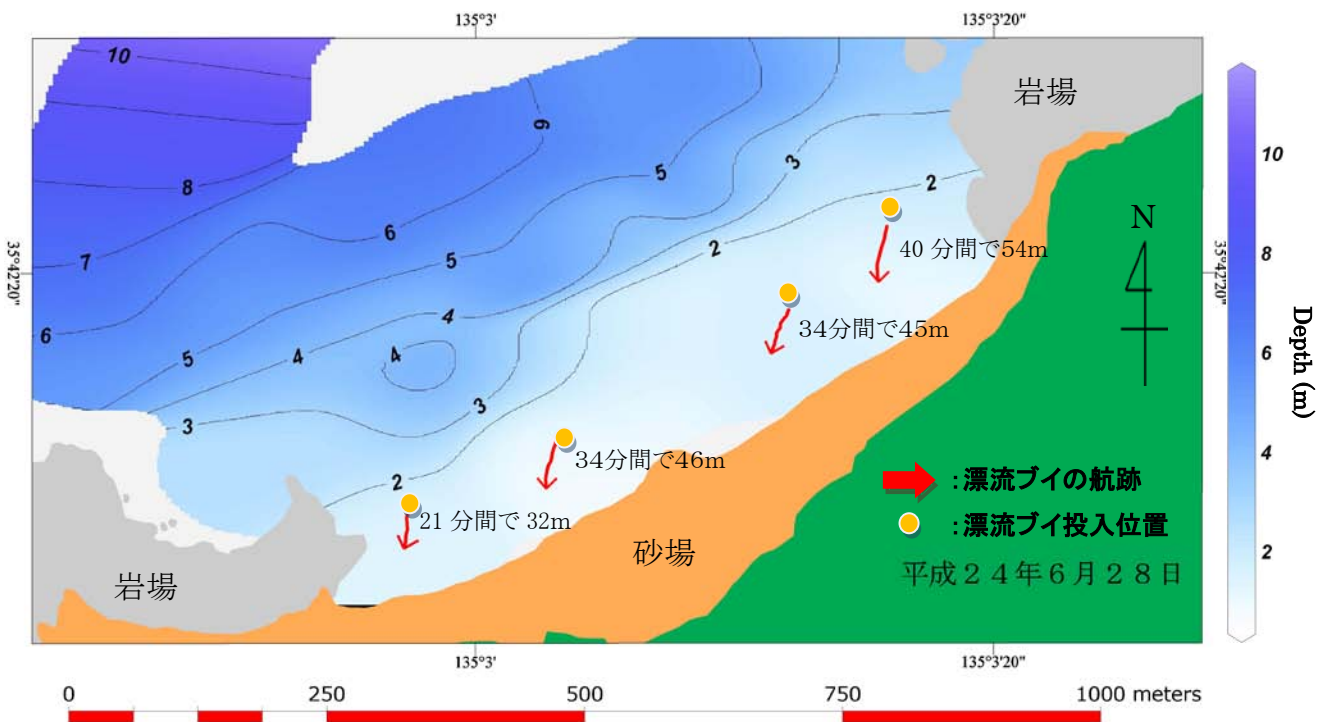 135°3'
135°3'20"
10
岩場
6
5
3
10
8
2
N
6
2
5
40 分間で54m
35°42'20"
35°42'20"
7
8
4
34分間で45m
6
5
4
4
Depth (m)
6
3
3
34分間で46m
4
2
:漂流ブイの航跡
21 分間で 32m
:漂流ブイ投入位置
砂場
2
岩場
平成２４年６月２８日
135°3'
135°3'20"
0
250
500
750
1000 meters